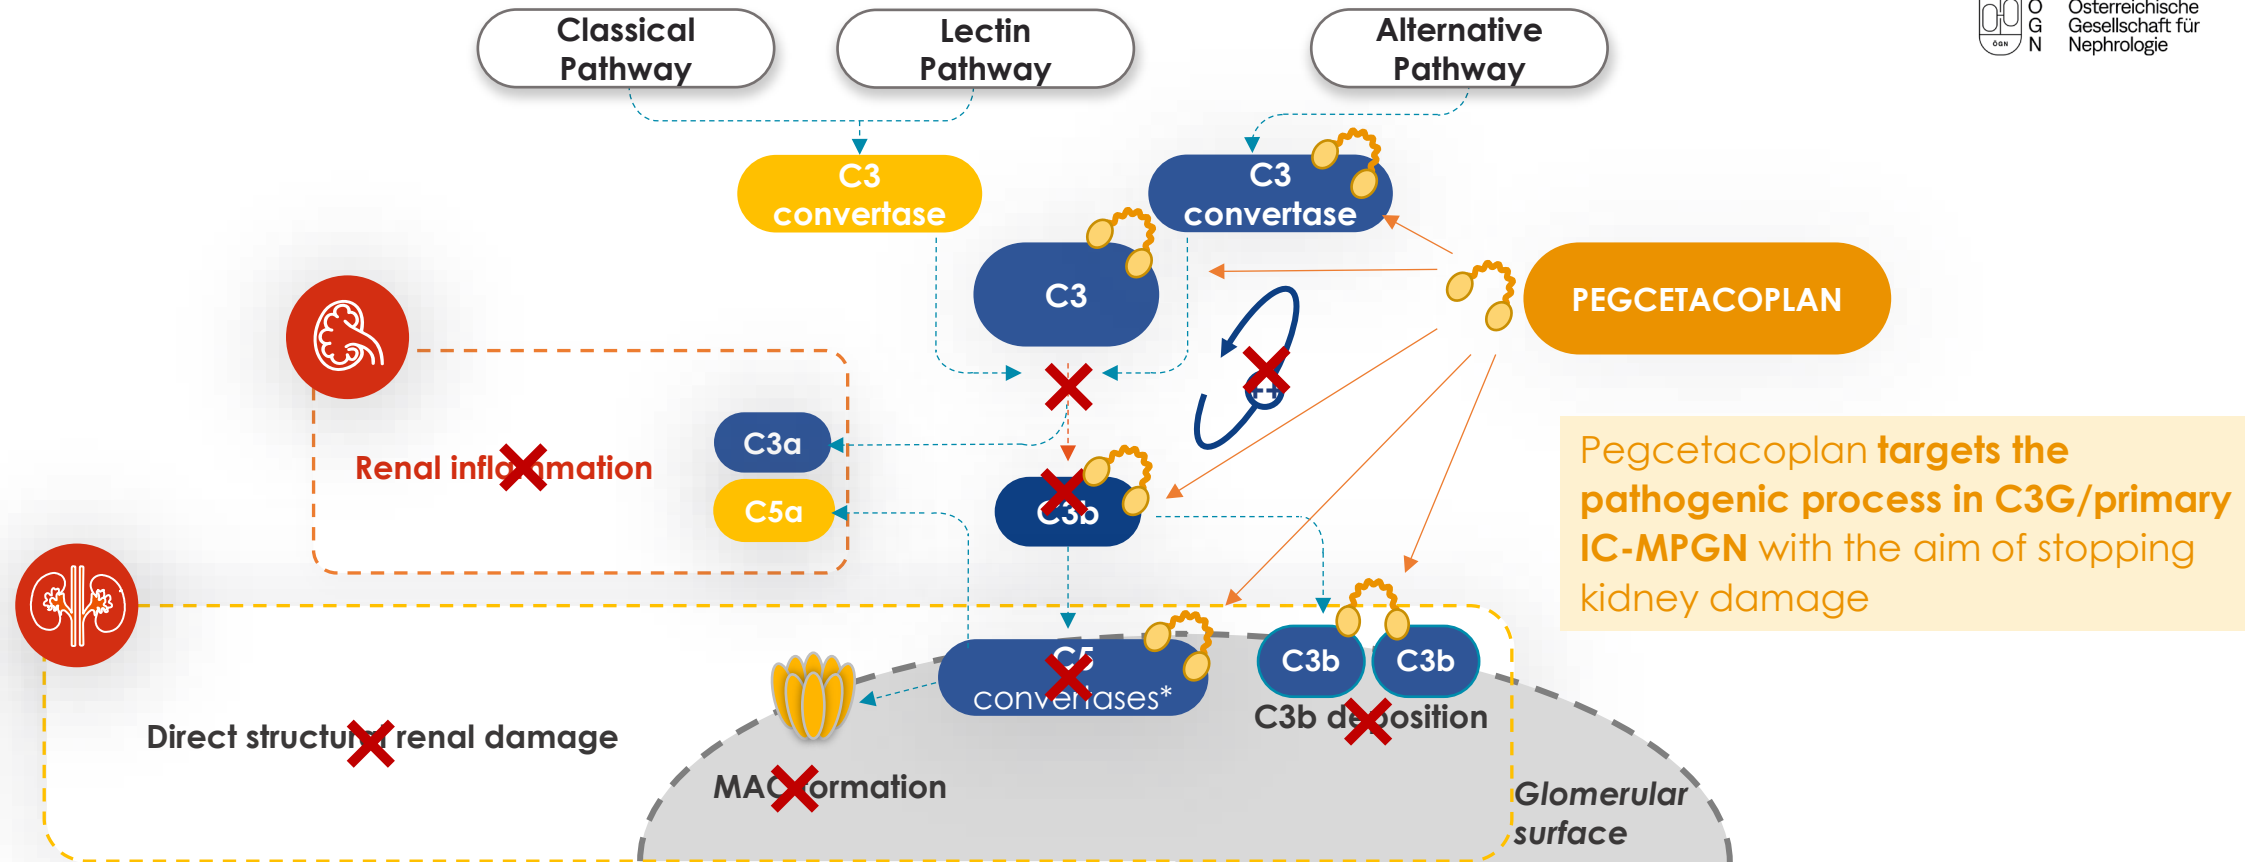 Classical
Pathway
Lectin
Pathway
Alternative
Pathway
Ö
G
N
Österreichische
Gesellschaft für
Nephrologie
ÖGN
C3
convertase
C3
convertase
C3
PEGCETACOPLAN
++
C3a
Renal inflammation
C5a
C3b
Pegcetacoplan targets the
pathogenic process in C3G/primary
IC-MPGN with the aim of stopping
kidney damage
C5
convertases*
C3b
C3b
C3b deposition
Direct structural renal damage
MAC formation
Glomerular
surface